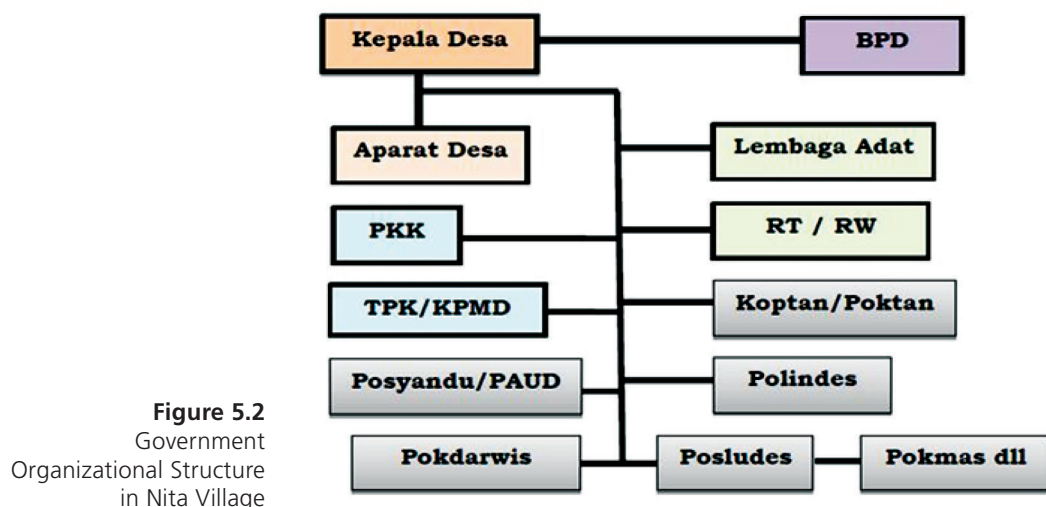 Kepala Desa
BPD
Aparat Desa
Lembaga Adat
PKK
RT / RW
TPK/KPMD
Koptan/Poktan
Posyandu/PAUD
Polindes
Pokdarwis
Posludes
Pokmas dll
Figure 5.2
Government
Organizational Structure
in Nita Village